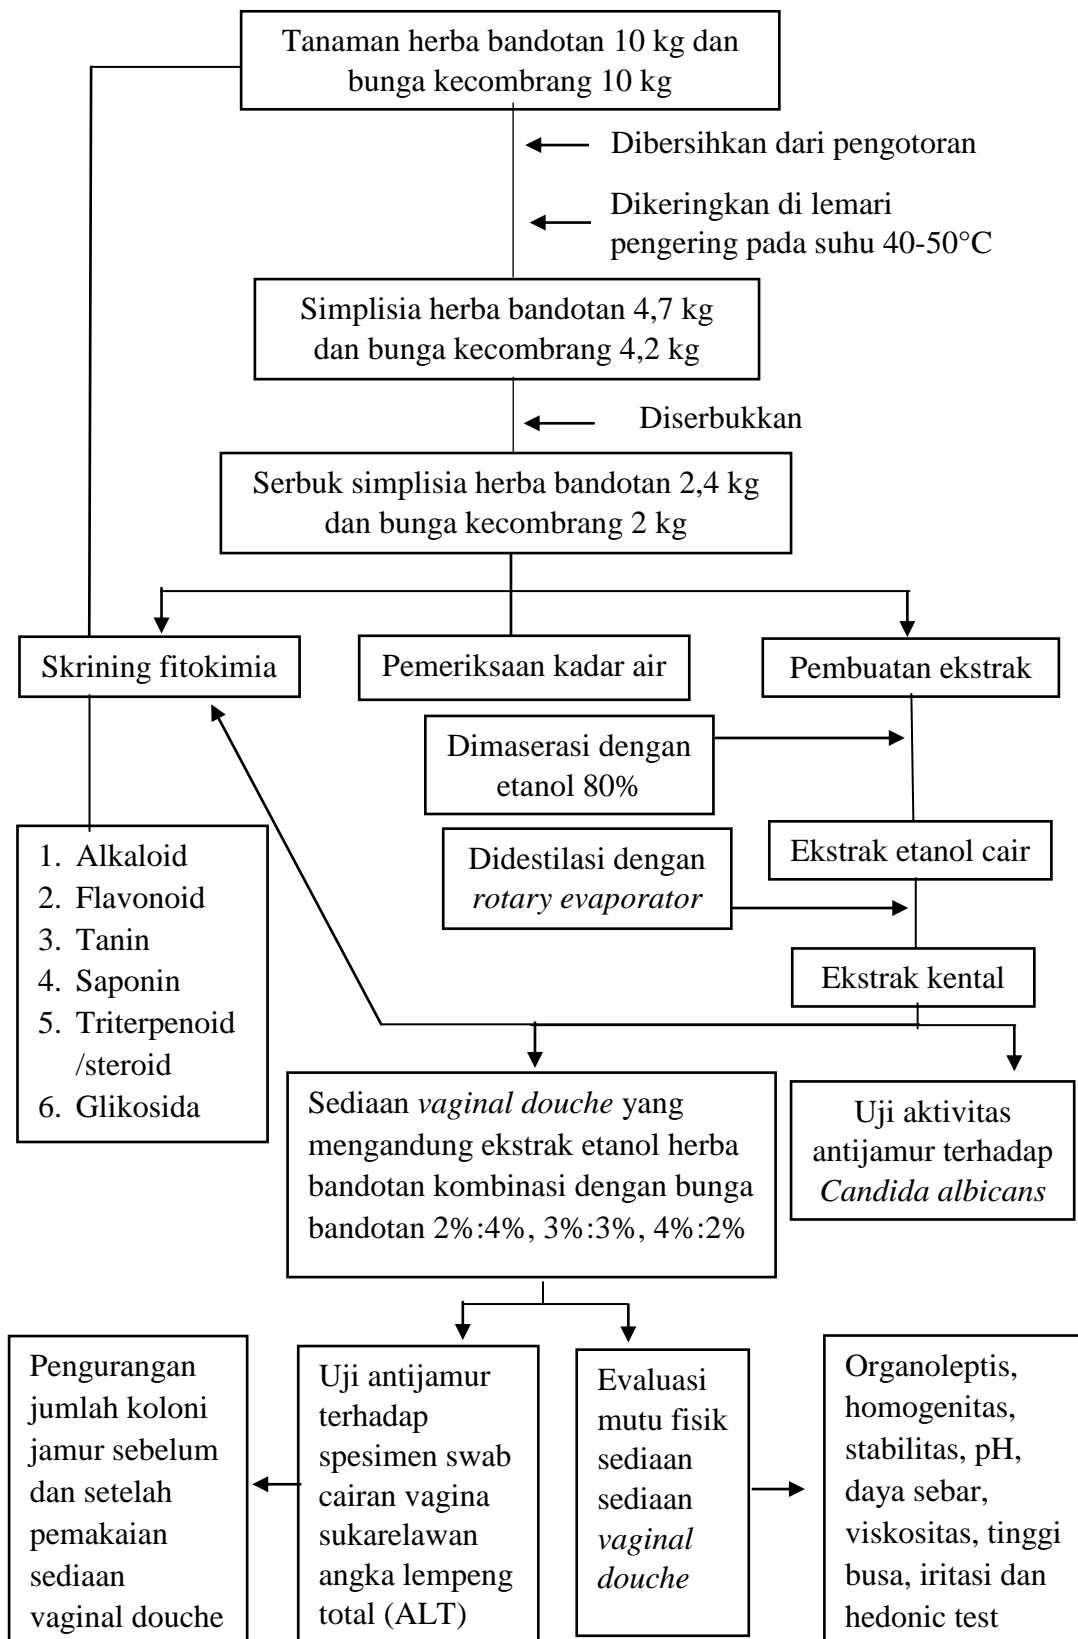 Tanaman herba bandotan 10 kg dan
bunga kecombrang 10 kg
Dibersihkan dari pengotoran
Dikeringkan di lemari
pengering pada suhu 40-50°C
Simplisia herba bandotan 4,7 kg
dan bunga kecombrang 4,2 kg
Diserbukkan
Serbuk simplisia herba bandotan 2,4 kg
dan bunga kecombrang 2 kg
Skrining fitokimia
Pemeriksaan kadar air
Pembuatan ekstrak
Dimaserasi dengan
etanol 80%
Ekstrak etanol cair
Didestilasi dengan
rotary evaporator
Ekstrak kental
1. Alkaloid
2. Flavonoid
3. Tanin
4. Saponin
5. Triterpenoid
/steroid
6. Glikosida
Sediaan vaginal douche yang
mengandung ekstrak etanol herba
bandotan kombinasi dengan bunga
bandotan 2%:4%, 3%:3%, 4%:2%
Uji aktivitas
antijamur terhadap
Candida albicans
Pengurangan
jumlah koloni
jamur sebelum
dan setelah
pemakaian
sediaan
vaginal douche
Uji antijamur
terhadap
spesimen swab
cairan vagina
sukarelawan
angka lempeng
total (ALT)
Evaluasi
mutu fisik
sediaan
sediaan
vaginal
douche
Organoleptis,
homogenitas,
stabilitas, pH,
daya sebar,
viskositas, tinggi
busa, iritasi dan
hedonic test